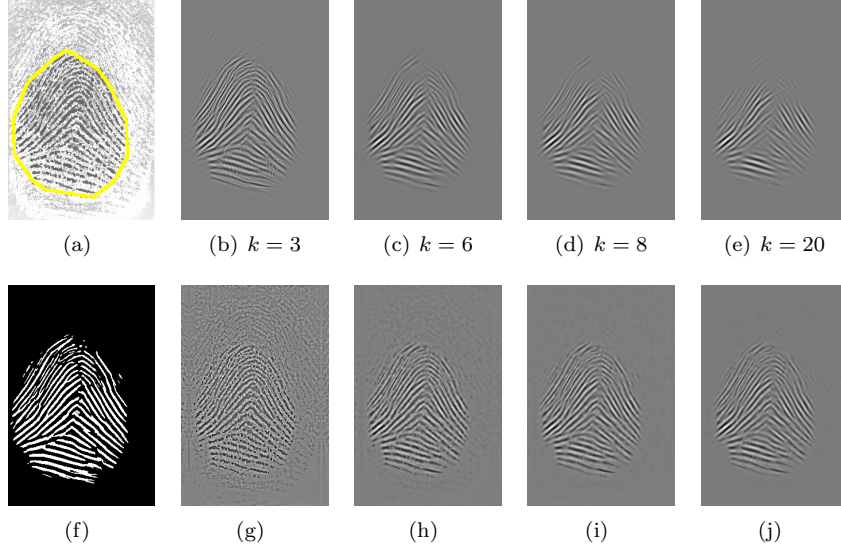 (a)
(b) k = 3
(c) k = 6
(d) k = 8
(e) k = 20
(f)
(g)
(h)
(i)
(j)